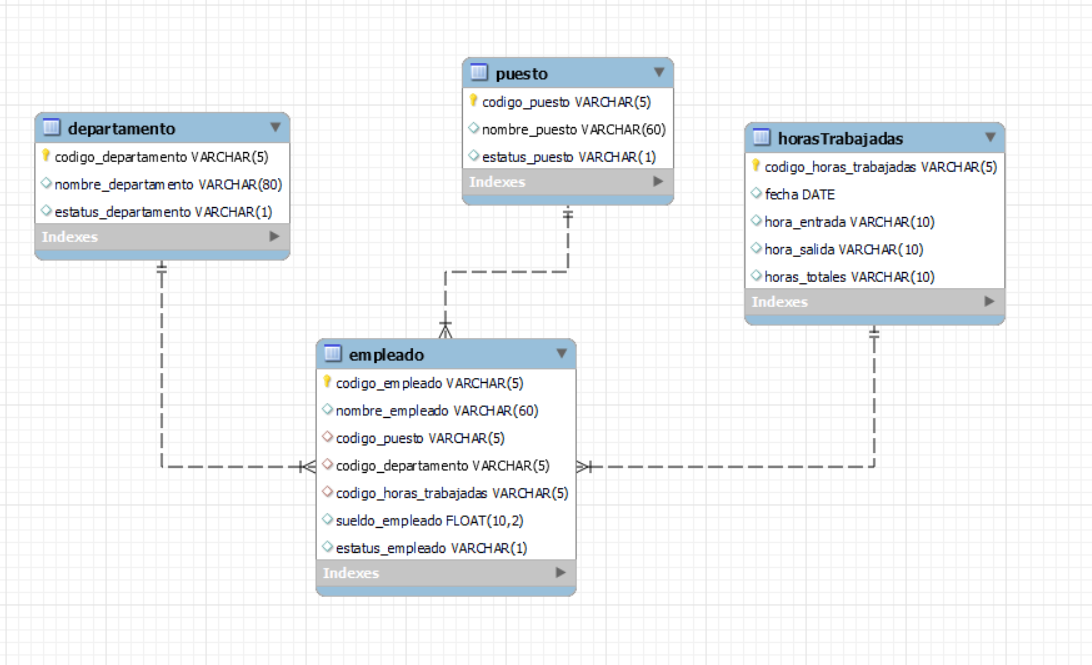 departamento
codigo_departamento VARCHAR(5)
nombre_departamento VARCHAR(80)
estatus_departamento VARCHAR(1)
Indexes
puesto
codigo_puesto VARCHAR(5)
nombre_puesto VARCHAR(60)
estatus_puesto VARCHAR(1)
Indexes
horasTrabajadas
codigo_horas_trabajadas VARCHAR(5)
fecha DATE
hora_entrada VARCHAR(10)
hora_salida VARCHAR(10)
horas_totales VARCHAR(10)
Indexes
empleado
codigo_empleado VARCHAR(5)
nombre_empleado VARCHAR(60)
codigo_puesto VARCHAR(5)
codigo_departamento VARCHAR(5)
codigo_horas_trabajadas VARCHAR(5)
sueldo_empleado FLOAT(10,2)
estatus_empleado VARCHAR(1)
Indexes